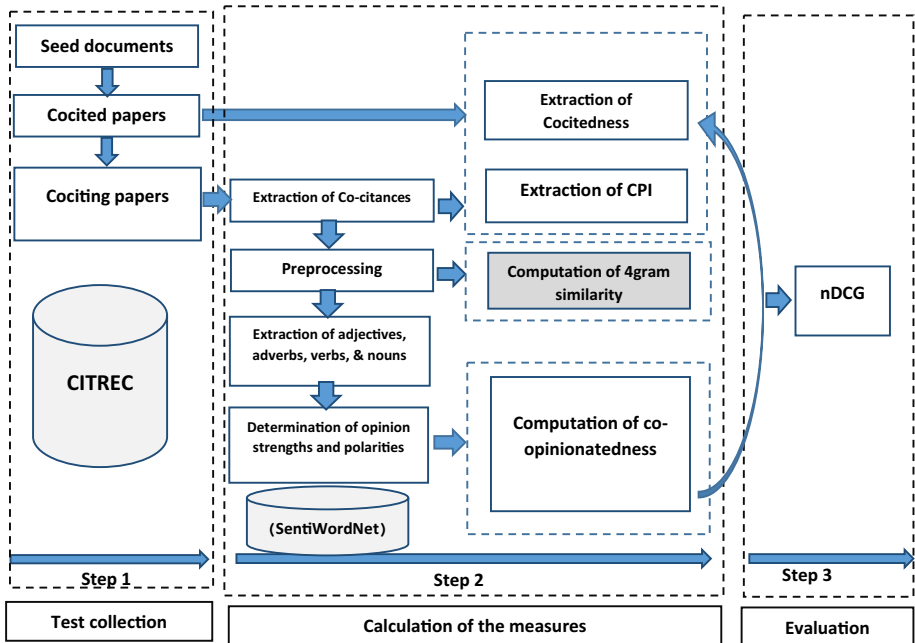 Seed documents
Cocited papers
Cociting papers
CITREC
Step 1
Test collection
Extraction of
Cocitedness
Extraction of CPI
Extraction of Co-citances
Preprocessing
Computation of 4gram
similarity
Extraction of adjectives,
adverbs, verbs, & nouns
Determination of opinion
strengths and polarities
Computation of co-
opinionatedness
(SentiWordNet)
Step 2
Calculation of the measures
nDCG
Step 3
Evaluation